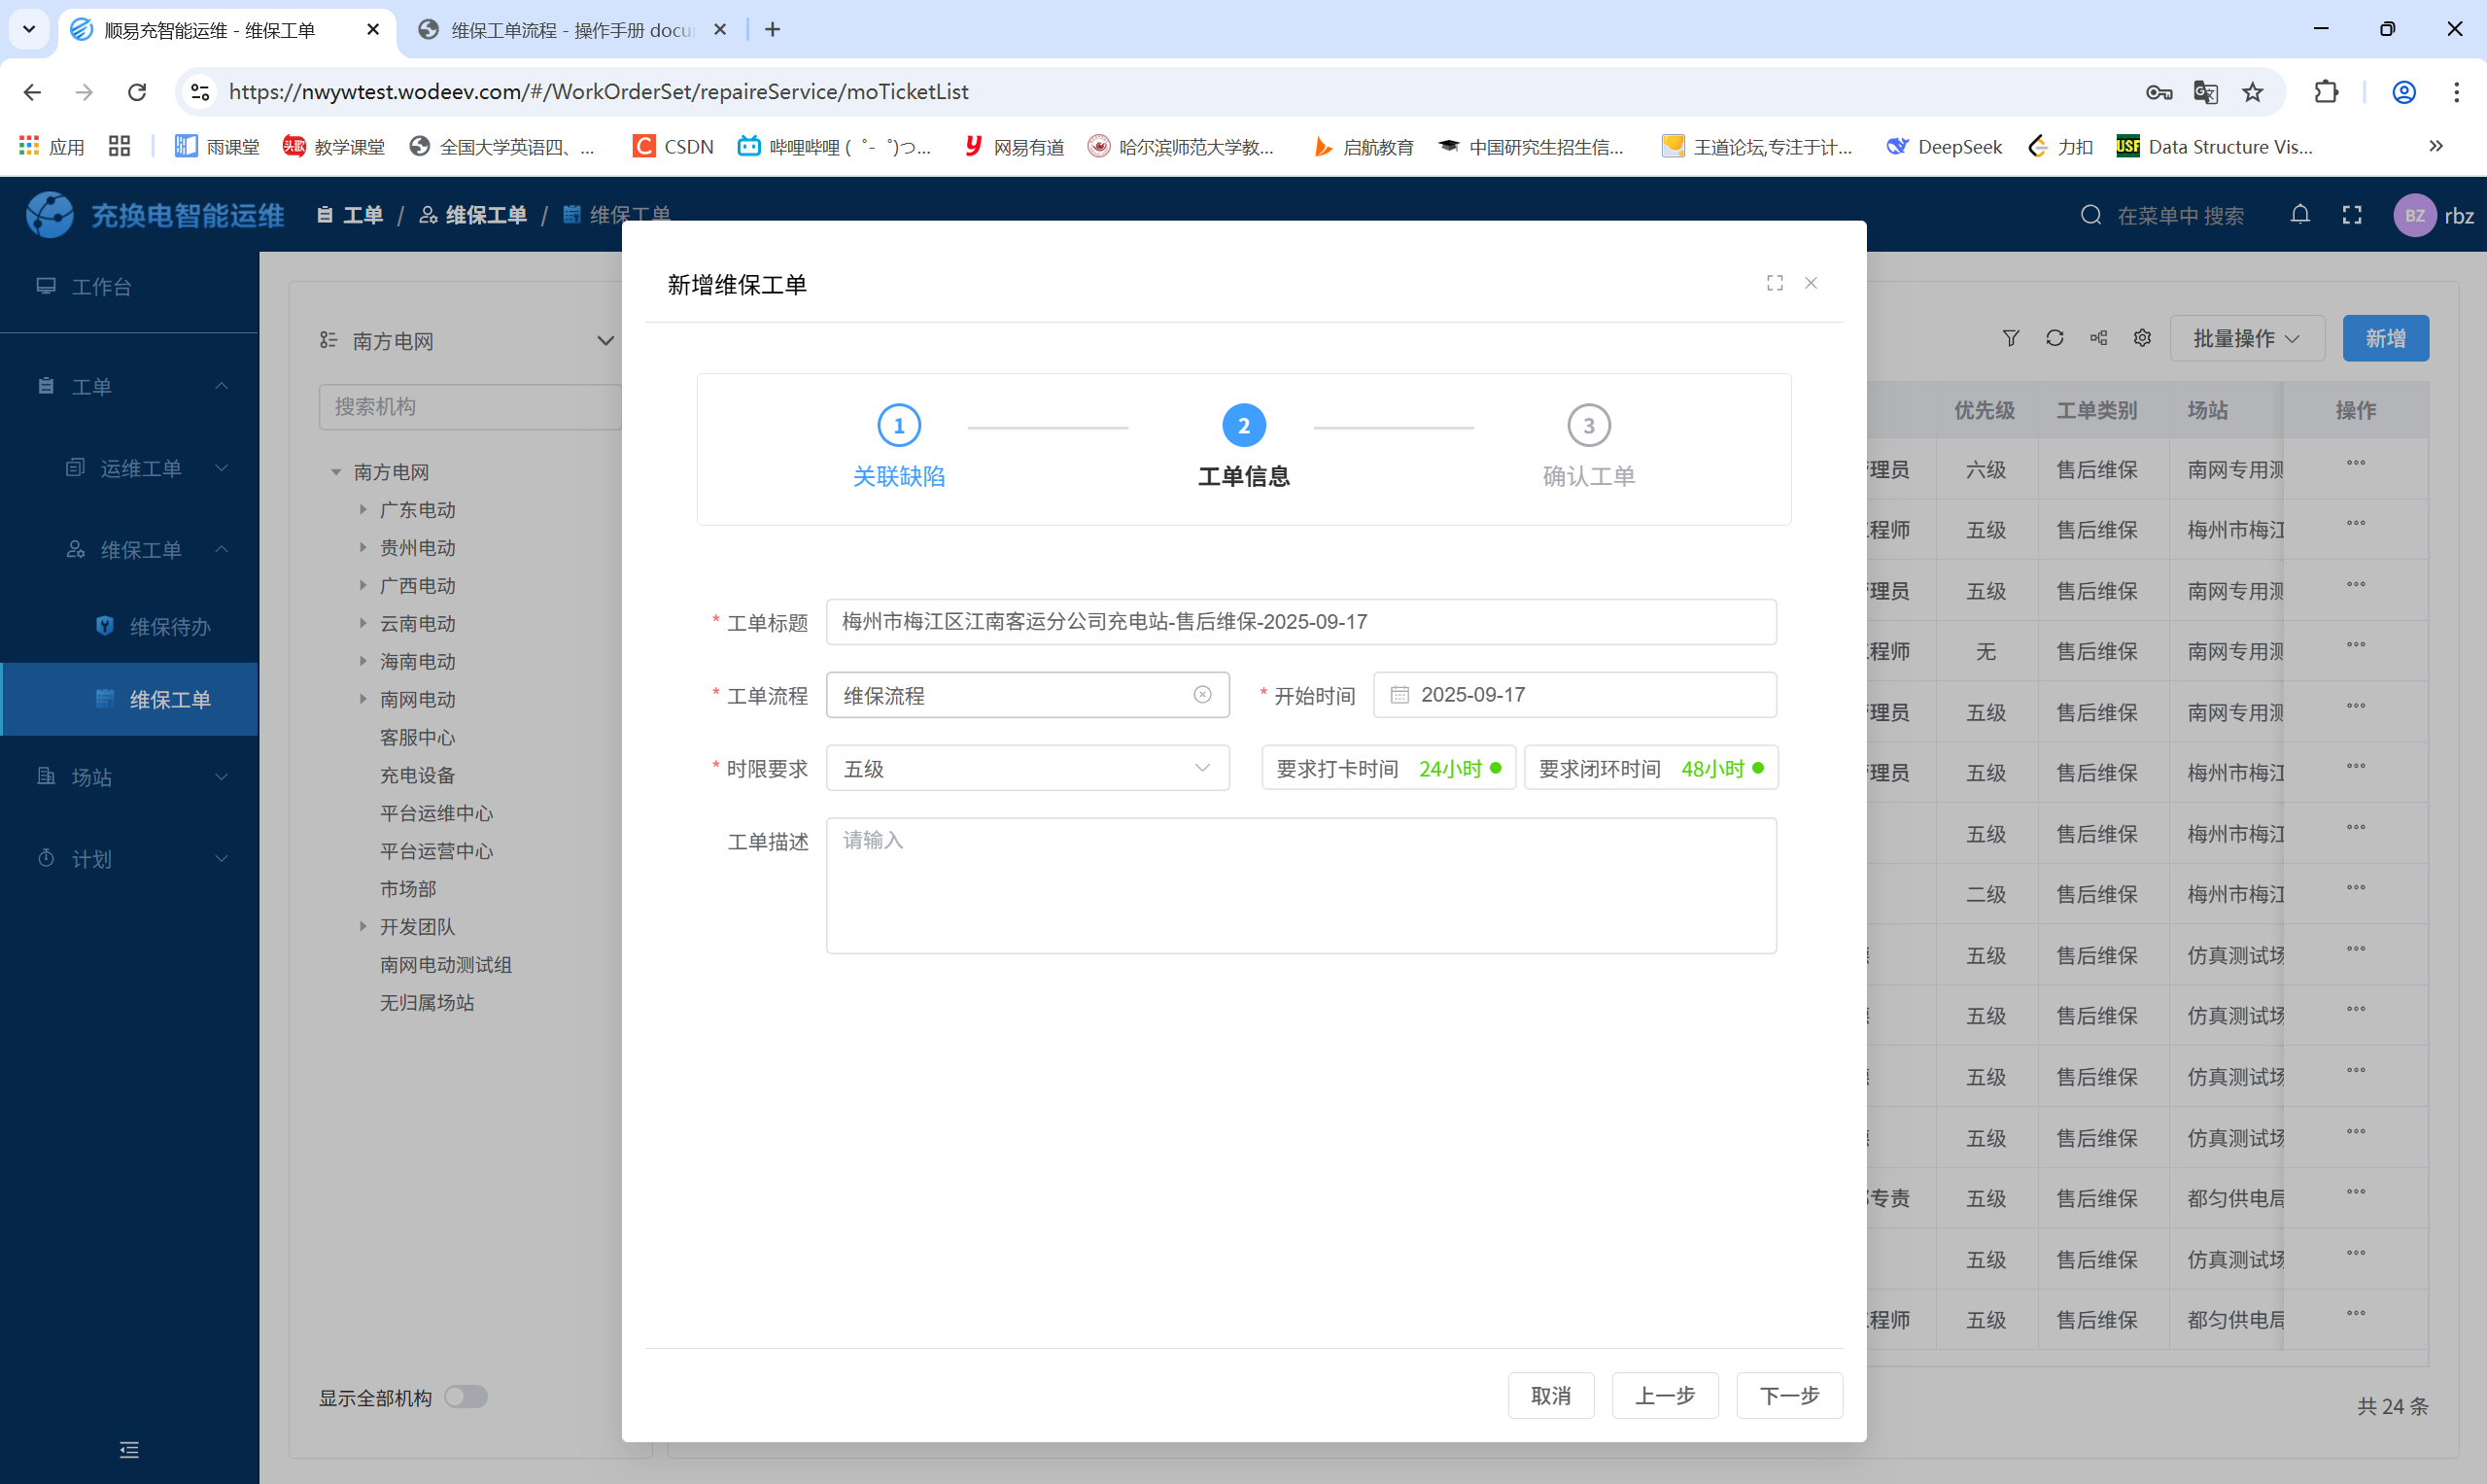 顺易充智能运维 - 维保工单
维保工单流程 - 操作手册 docu
https://nwywtest.wodeev.com/#/WorkOrderSet/repaireService/moTicketList
应用
雨课堂
教学课堂
全国大学英语四、...
CSDN
哔哩哔哩 ( ゜- ゜)つ...
网易有道
哈尔滨师范大学教...
启航教育
中国研究生招生信...
王道论坛,专注于计...
DeepSeek
力扣
Data Structure Vis...
充换电智能运维
工单 / 维保工单 / 维保工单
在菜单中 搜索
BZ
rbz
工作台
工单
运维工单
维保工单
维保待办
维保工单
场站
计划
南方电网
搜索机构
南方电网
广东电动
贵州电动
广西电动
云南电动
海南电动
南网电动
客服中心
充电设备
平台运维中心
平台运营中心
市场部
开发团队
南网电动测试组
无归属场站
显示全部机构
新增维保工单
1
关联缺陷
2
工单信息
3
确认工单
* 工单标题 梅州市梅江区江南客运分公司充电站-售后维保-2025-09-17
* 工单流程 维保流程 * 开始时间 2025-09-17
* 时限要求 五级 要求打卡时间 24小时 要求闭环时间 48小时
工单描述 请输入
取消 上一步 下一步
批量操作
新增
优先级 工单类别 场站 操作
理员 六级 售后维保 南网专用测
程师 五级 售后维保 梅州市梅江
理员 五级 售后维保 南网专用测
程师 无 售后维保 南网专用测
理员 五级 售后维保 南网专用测
理员 五级 售后维保 梅州市梅江
五级 售后维保 梅州市梅江
二级 售后维保 梅州市梅江
五级 售后维保 仿真测试场
五级 售后维保 仿真测试场
五级 售后维保 仿真测试场
五级 售后维保 仿真测试场
专责 五级 售后维保 都匀供电局
五级 售后维保 仿真测试场
程师 五级 售后维保 都匀供电局
共 24 条